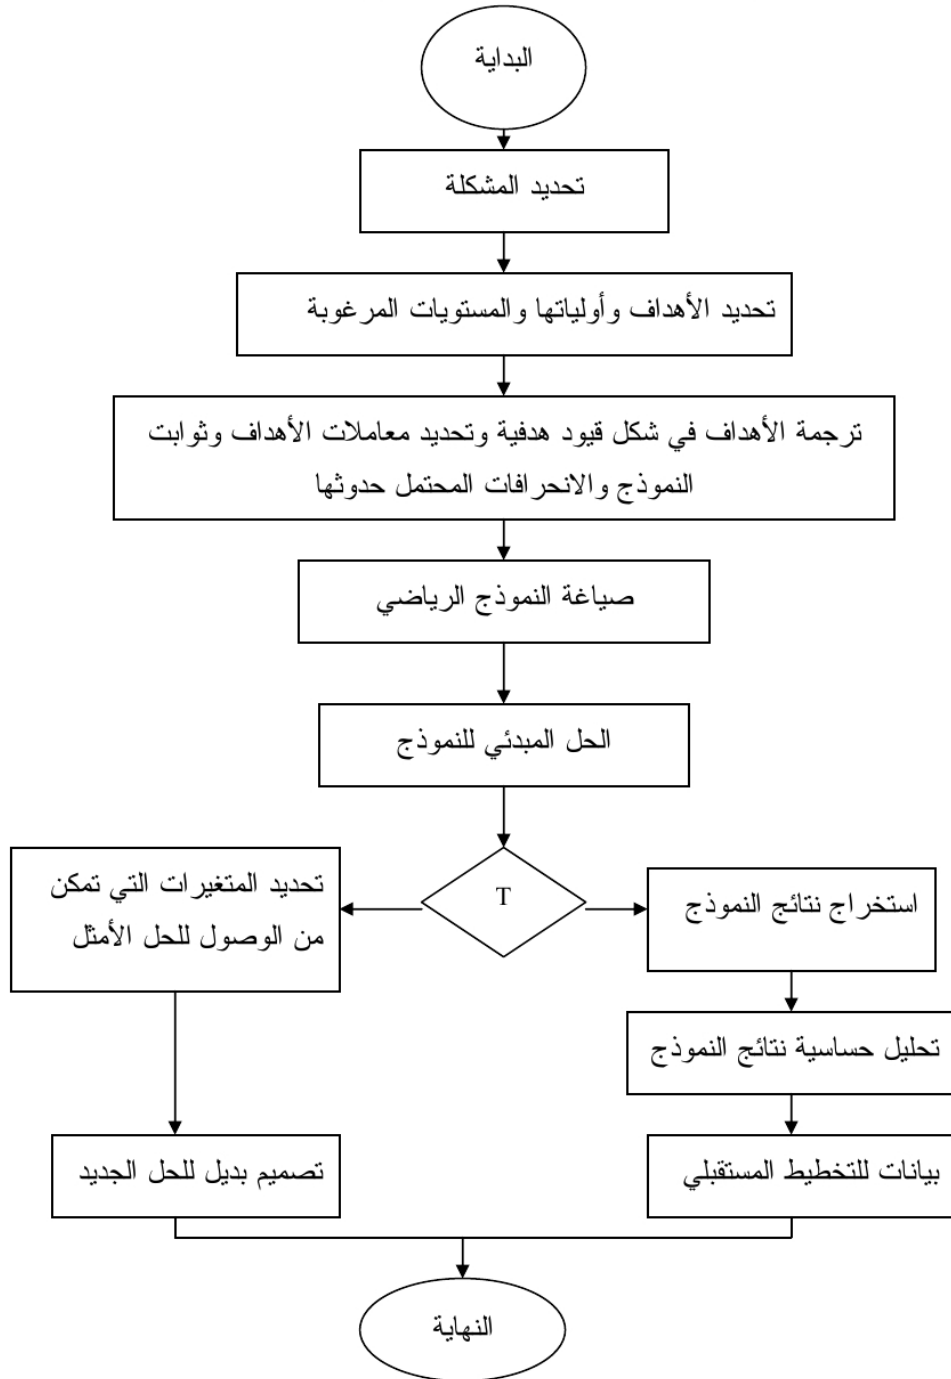 البداية
تحديد المشكلة
تحديد الأهداف وأولياتها والمستويات المرغوبة
ترجمة الأهداف في شكل قيود هدفية وتحديد معاملات الأهداف وثوابت
النموذج والانحرافات المحتمل حدوثها
صياغة النموذج الرياضي
الحل المبدئي للنموذج
T
استخراج نتائج النموذج
تحليل حساسية نتائج النموذج
بيانات للتخطيط المستقبلي
تحديد المتغيرات التي تمكن
من الوصول للحل الأمثل
تصميم بديل للحل الجديد
النهاية